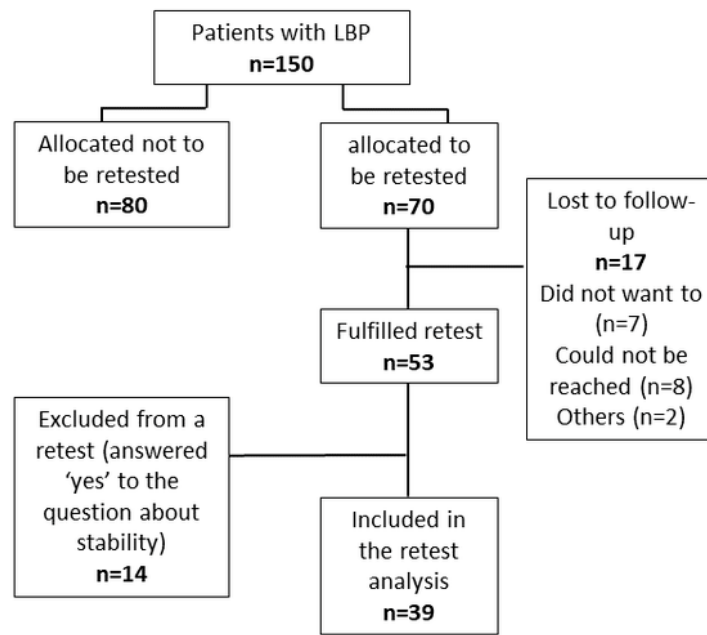 Patients with LBP
n=150
Allocated not to
be retested
n=80
allocated to
be retested
n=70
Lost to follow-
up
n=17
Did not want to
(n=7)
Could not be
reached (n=8)
Others (n=2)
Fulfilled retest
n=53
Excluded from a
retest (answered
‘yes’ to the
question about
stability)
n=14
Included in
the retest
analysis
n=39